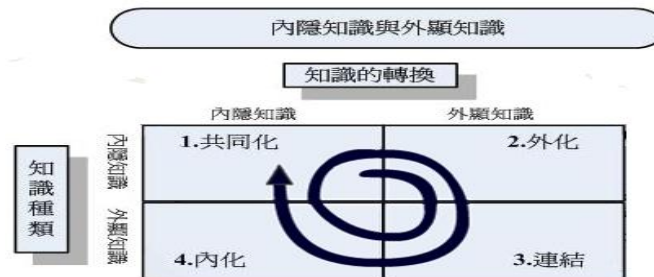 內隱知識與外顯知識
知識的轉換
內隱知識
外顯知識
知識種類
內隱知識
1.共同化
2.外化
外顯知識
4.內化
3.連結